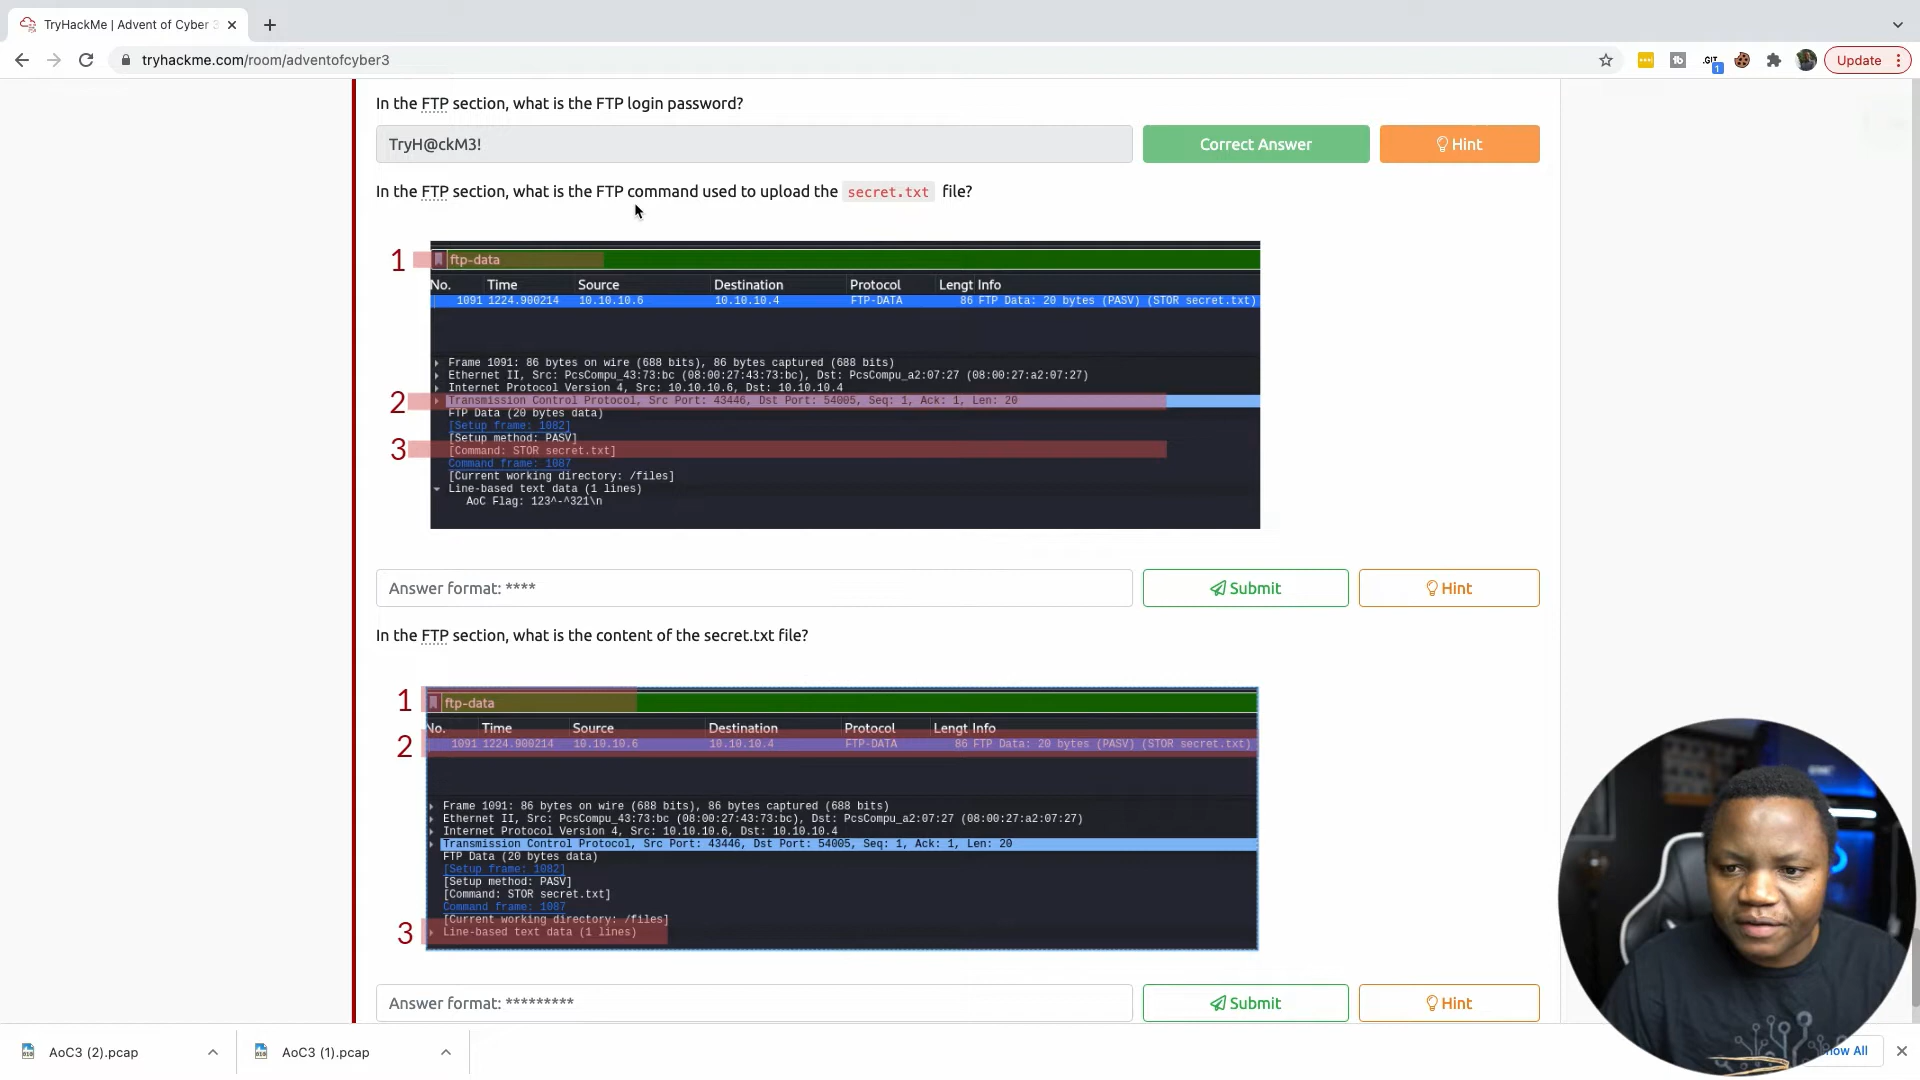 TryHackMe | Advent of Cyber 3
tryhackme.com/room/adventofcyber3
Update
In the FTP section, what is the FTP login password?
TryH@ckM3!
Correct Answer
Hint
In the FTP section, what is the FTP command used to upload the secret.txt file?
1
ftp-data
No. Time Source Destination Protocol Lengt Info
1091 1224.900214 10.10.10.6 10.10.10.4 FTP-DATA 86 FTP Data: 20 bytes (PASV) (STOR secret.txt)
Frame 1091: 86 bytes on wire (688 bits), 86 bytes captured (688 bits)
Ethernet II, Src: PcsCompu_43:73:bc (08:00:27:43:73:bc), Dst: PcsCompu_a2:07:27 (08:00:27:a2:07:27)
Internet Protocol Version 4, Src: 10.10.10.6, Dst: 10.10.10.4
2
Transmission Control Protocol, Src Port: 43446, Dst Port: 54005, Seq: 1, Ack: 1, Len: 20
FTP Data (20 bytes data)
[Setup frame: 1082]
[Setup method: PASV]
3
[Command: STOR secret.txt]
Command frame: 1087
[Current working directory: /files]
Line-based text data (1 lines)
AoC Flag: 123^-^321\n
Answer format: ****
Submit
Hint
In the FTP section, what is the content of the secret.txt file?
1
ftp-data
No. Time Source Destination Protocol Lengt Info
2
1091 1224.900214 10.10.10.6 10.10.10.4 FTP-DATA 86 FTP Data: 20 bytes (PASV) (STOR secret.txt)
Frame 1091: 86 bytes on wire (688 bits), 86 bytes captured (688 bits)
Ethernet II, Src: PcsCompu_43:73:bc (08:00:27:43:73:bc), Dst: PcsCompu_a2:07:27 (08:00:27:a2:07:27)
Internet Protocol Version 4, Src: 10.10.10.6, Dst: 10.10.10.4
Transmission Control Protocol, Src Port: 43446, Dst Port: 54005, Seq: 1, Ack: 1, Len: 20
FTP Data (20 bytes data)
[Setup frame: 1082]
[Setup method: PASV]
[Command: STOR secret.txt]
Command frame: 1087
[Current working directory: /files]
3
Line-based text data (1 lines)
Answer format: *********
Submit
Hint
AoC3 (2).pcap
AoC3 (1).pcap
All